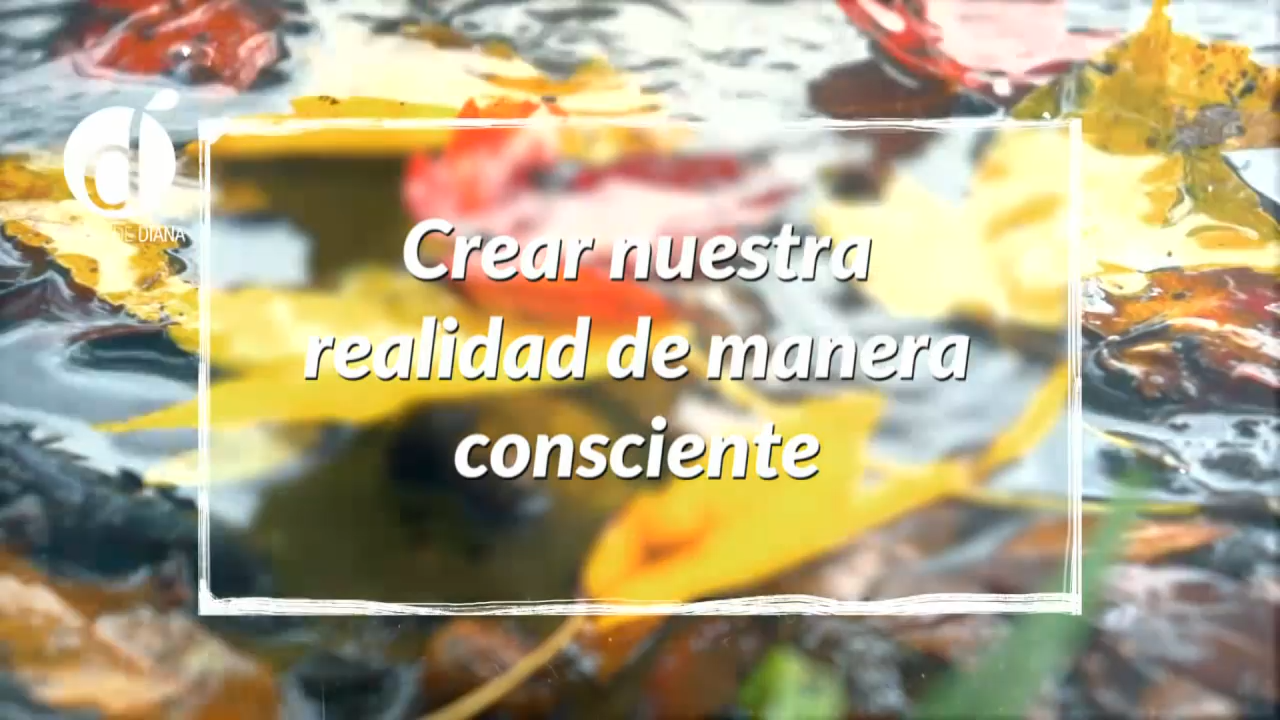 DE DIANA
Crear nuestra
realidad de manera
consciente